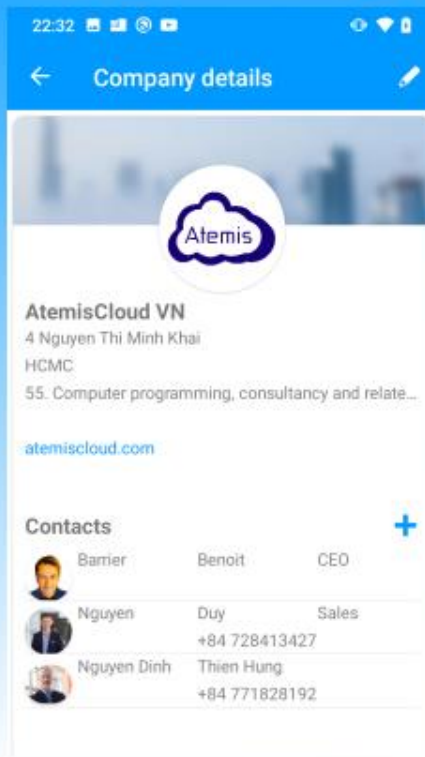 22:32
Company details
Atemis
AtemisCloud VN
4 Nguyen Thi Minh Khai
HCMC
55. Computer programming, consultancy and relate...
atemiscloud.com
Contacts
Barrier Benoit CEO
Nguyen Duy Sales
+84 728413427
Nguyen Dinh Thien Hung
+84 771828192